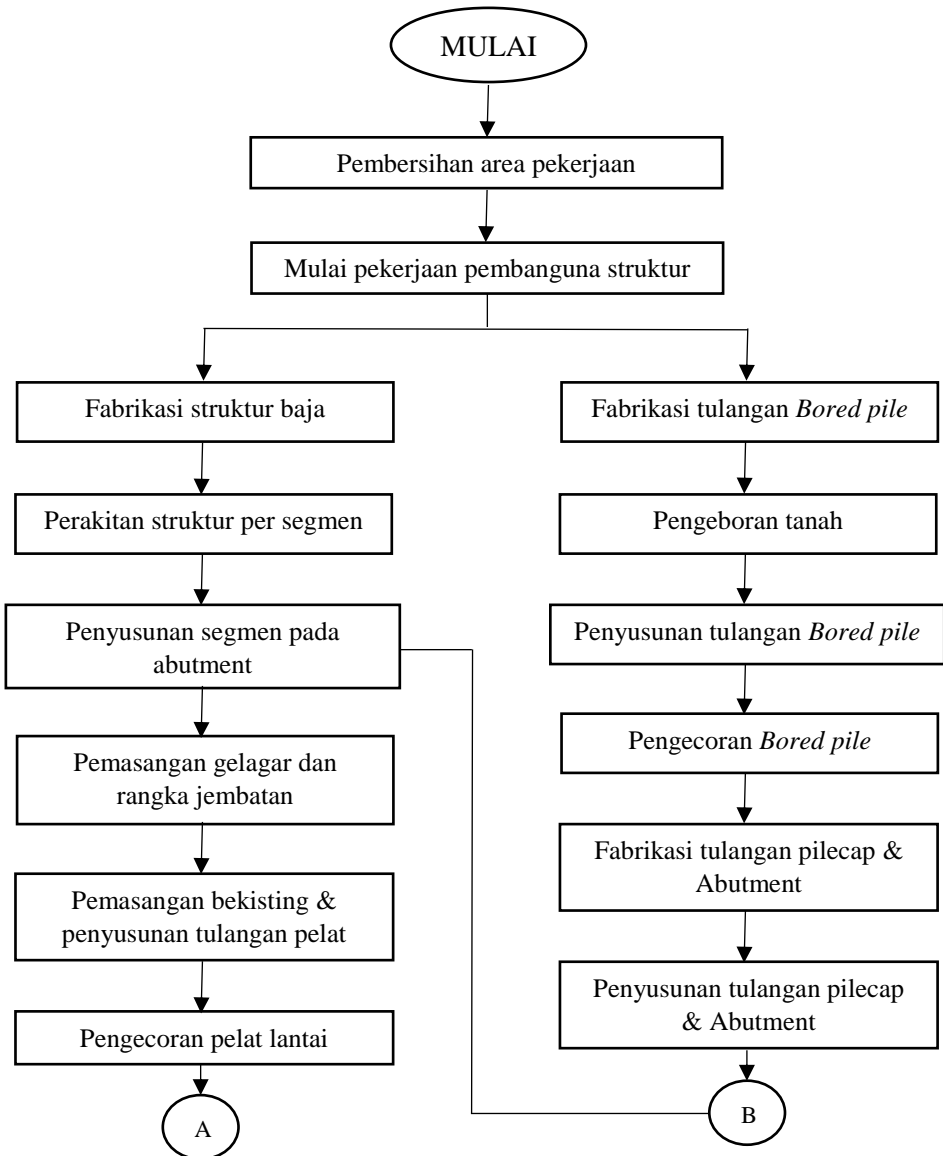 MULAI
Pembersihan area pekerjaan
Mulai pekerjaan pembanguna struktur
Fabrikasi struktur baja
Perakitan struktur per segmen
Penyusunan segmen pada
abutment
Pemasangan gelagar dan
rangka jembatan
Pemasangan bekisting &
penyusunan tulangan pelat
Pengecoran pelat lantai
A
Fabrikasi tulangan Bored pile
Pengeboran tanah
Penyusunan tulangan Bored pile
Pengecoran Bored pile
Fabrikasi tulangan pilecap &
Abutment
Penyusunan tulangan pilecap
& Abutment
B